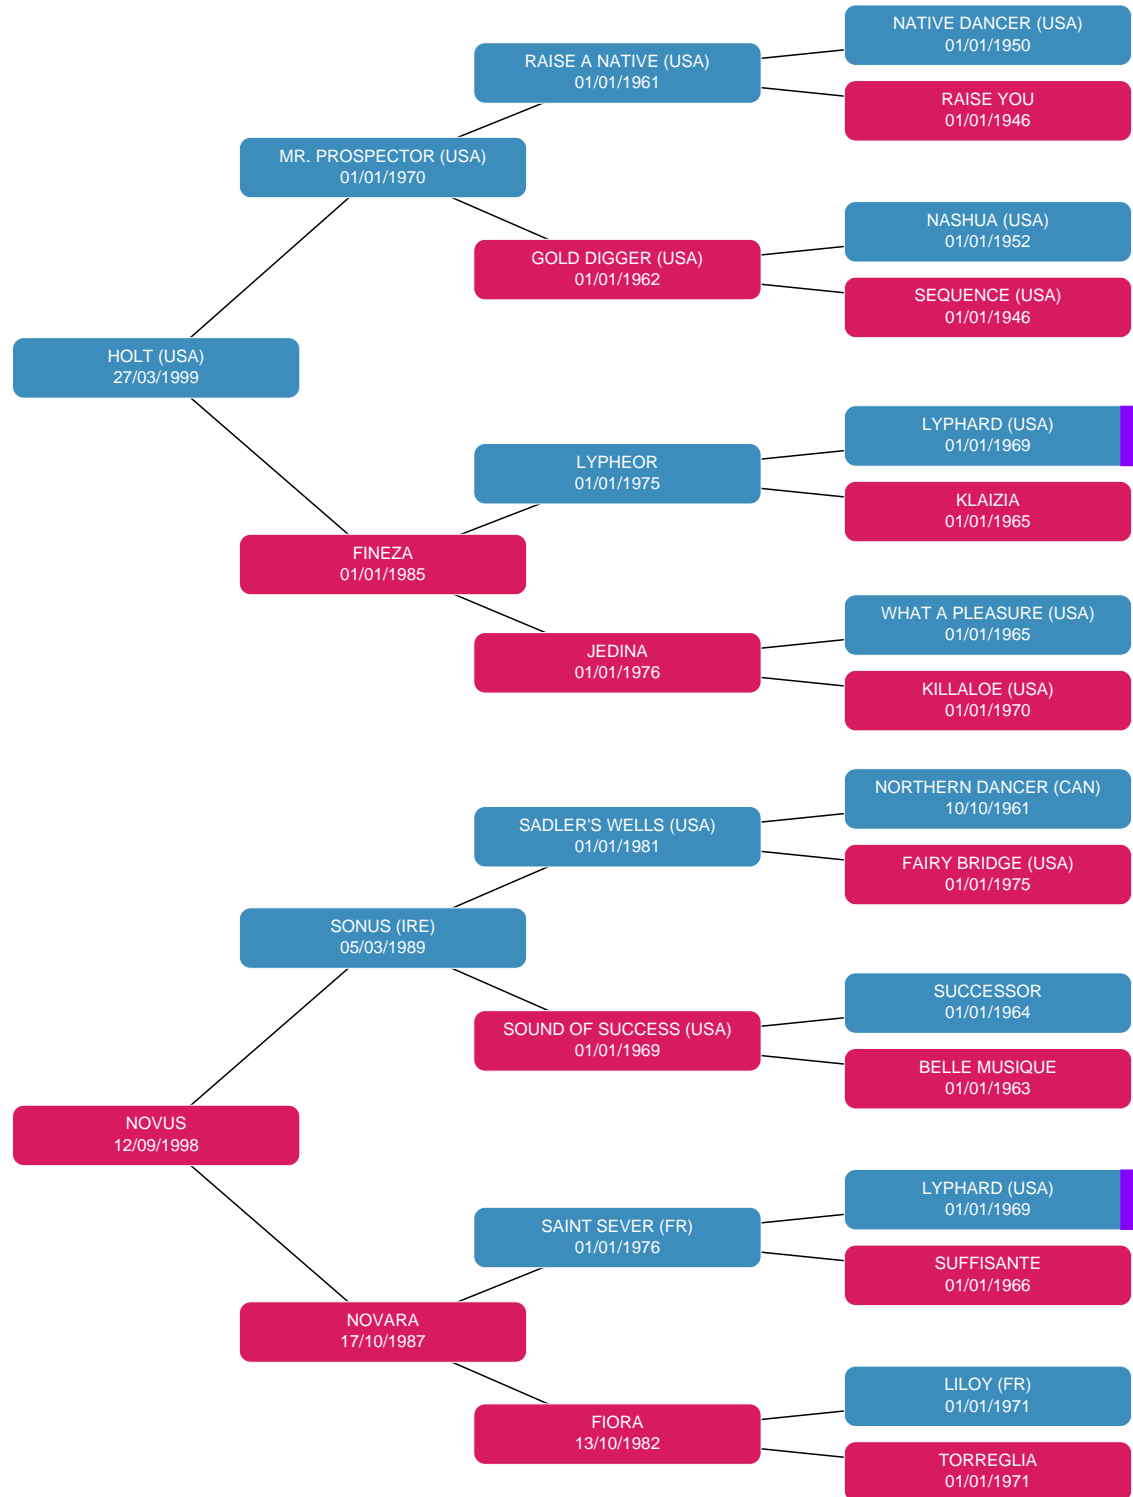 NATIVE DANCER (USA)
01/01/1950
RAISE A NATIVE (USA)
01/01/1961
RAISE YOU
01/01/1946
MR. PROSPECTOR (USA)
01/01/1970
NASHUA (USA)
01/01/1952
GOLD DIGGER (USA)
01/01/1962
SEQUENCE (USA)
01/01/1946
HOLT (USA)
27/03/1999
LYPHARD (USA)
01/01/1969
LYPHEOR
01/01/1975
KLAIZIA
01/01/1965
FINEZA
01/01/1985
WHAT A PLEASURE (USA)
01/01/1965
JEDINA
01/01/1976
KILLALOE (USA)
01/01/1970
NORTHERN DANCER (CAN)
10/10/1961
SADLER'S WELLS (USA)
01/01/1981
FAIRY BRIDGE (USA)
01/01/1975
SONUS (IRE)
05/03/1989
SUCCESSOR
01/01/1964
SOUND OF SUCCESS (USA)
01/01/1969
BELLE MUSIQUE
01/01/1963
NOVUS
12/09/1998
LYPHARD (USA)
01/01/1969
SAINT SEVER (FR)
01/01/1976
SUFFISANTE
01/01/1966
NOVARA
17/10/1987
LILOY (FR)
01/01/1971
FIORA
13/10/1982
TORREGLIA
01/01/1971